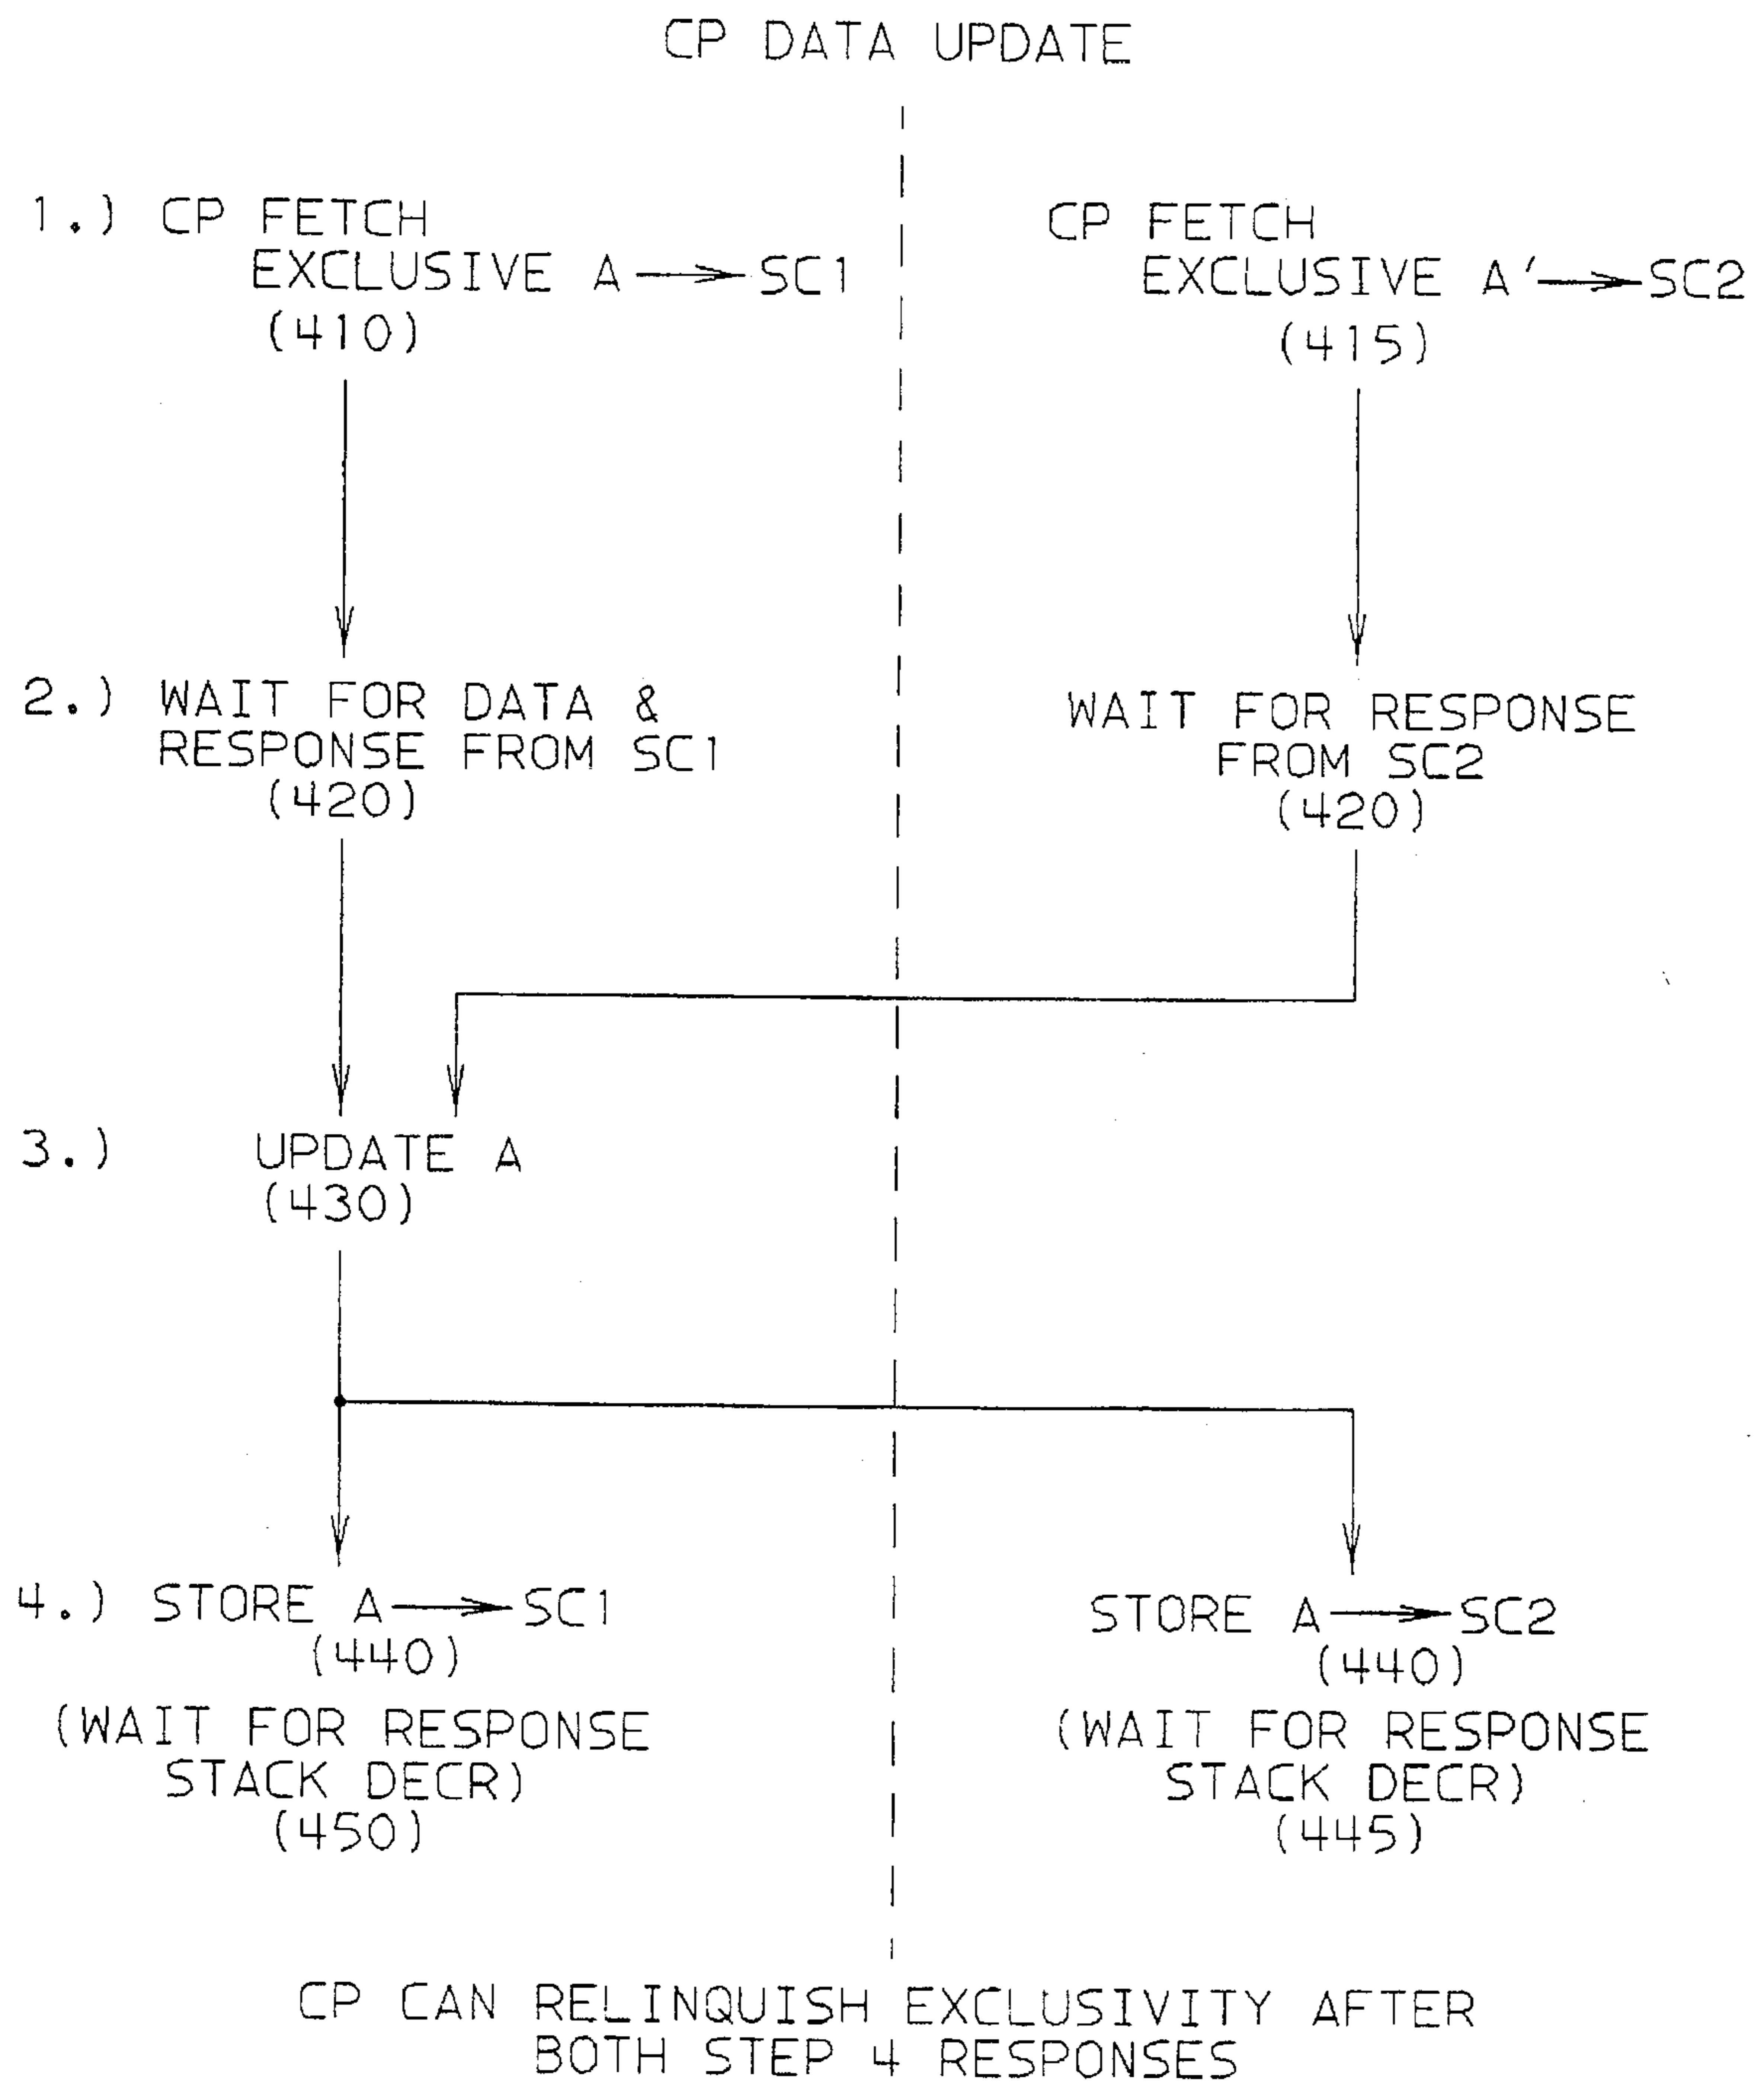 CP DATA UPDATE
1.) CP FETCH
EXCLUSIVE A → SC1
(410)
CP FETCH
EXCLUSIVE A' → SC2
(415)
2.) WAIT FOR DATA &
RESPONSE FROM SC1
(420)
WAIT FOR RESPONSE
FROM SC2
(420)
3.) UPDATE A
(430)
4.) STORE A → SC1
(440)
(WAIT FOR RESPONSE
STACK DECR)
(450)
STORE A → SC2
(440)
(WAIT FOR RESPONSE
STACK DECR)
(445)
CP CAN RELINQUISH EXCLUSIVITY AFTER
BOTH STEP 4 RESPONSES